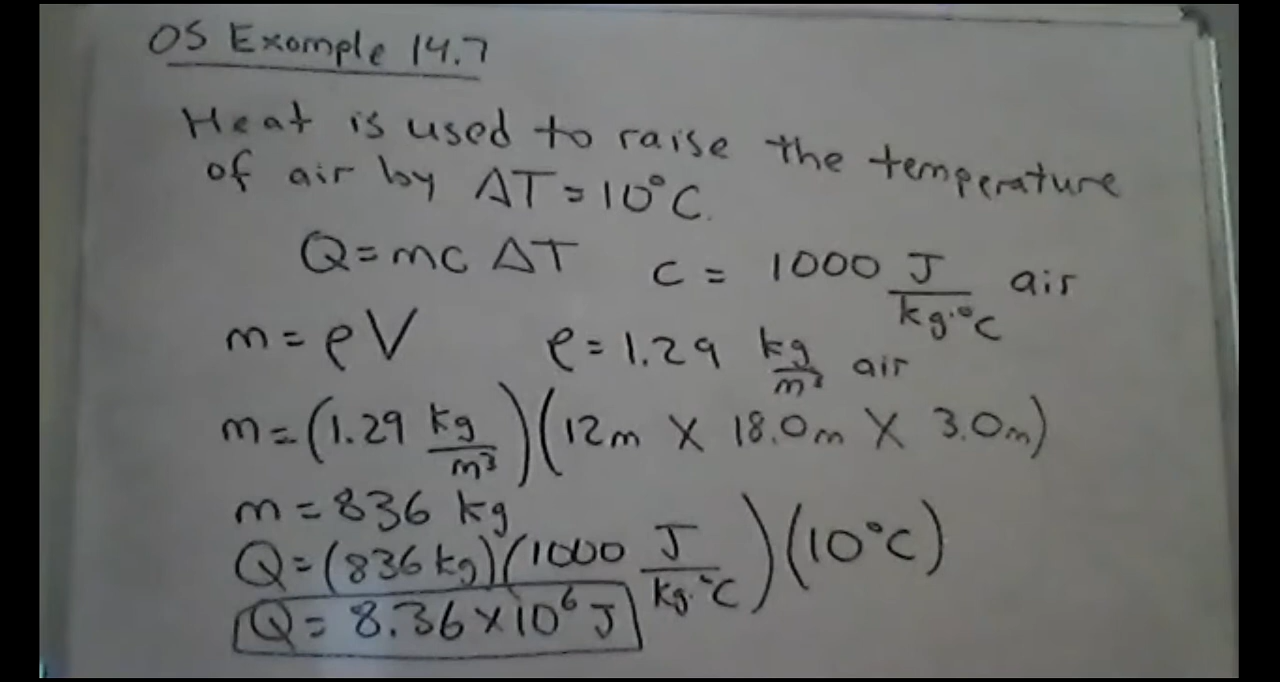 OS Example 14.7
Heat is used to raise the temperature
of air by ΔT = 10°C.
Q = mc ΔT   c = 1000 J/kg·°C air
m = ρV   ρ = 1.29 kg/m³ air
m = (1.29 kg/m³)(12m X 18.0m X 3.0m)
m = 836 kg
Q = (836 kg)(1000 J/kg·°C)(10°C)
Q = 8.36 X 10⁶ J